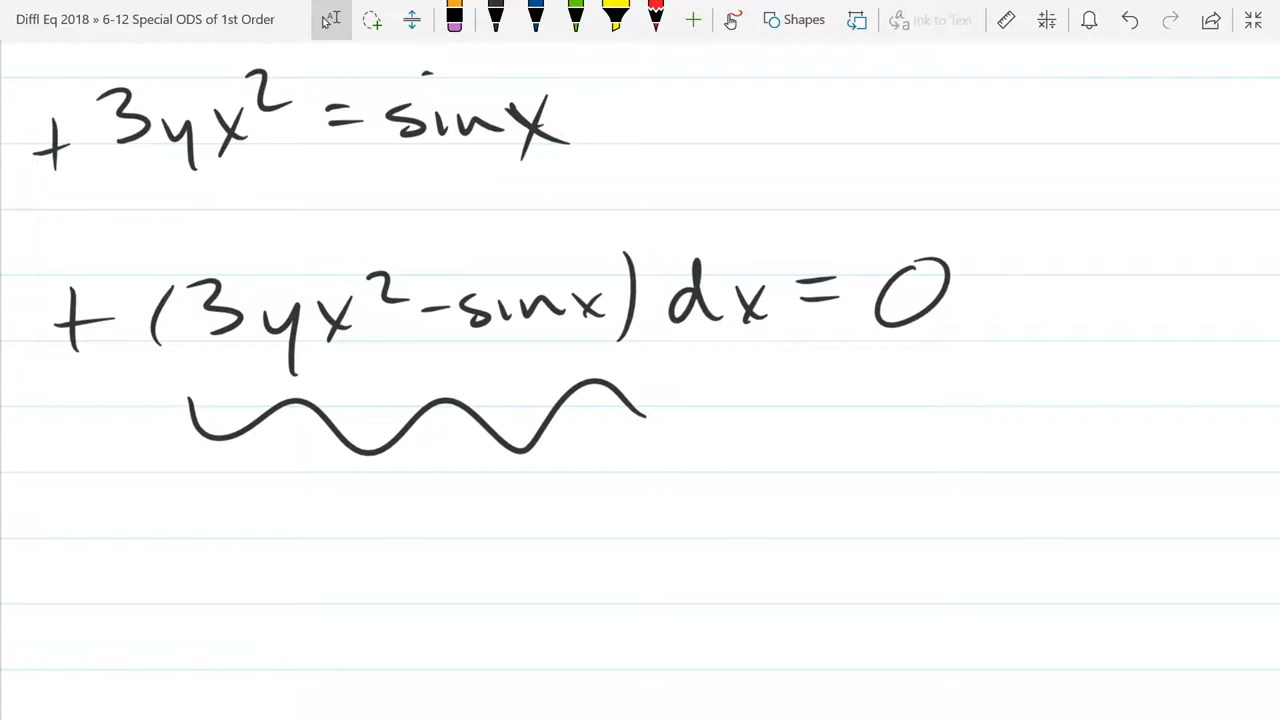 Diffl Eq 2018 » 6-12 Special ODS of 1st Order
Shapes
Ink to Text
+ 3yx² = sinx
+ (3yx² - sinx) dx = 0